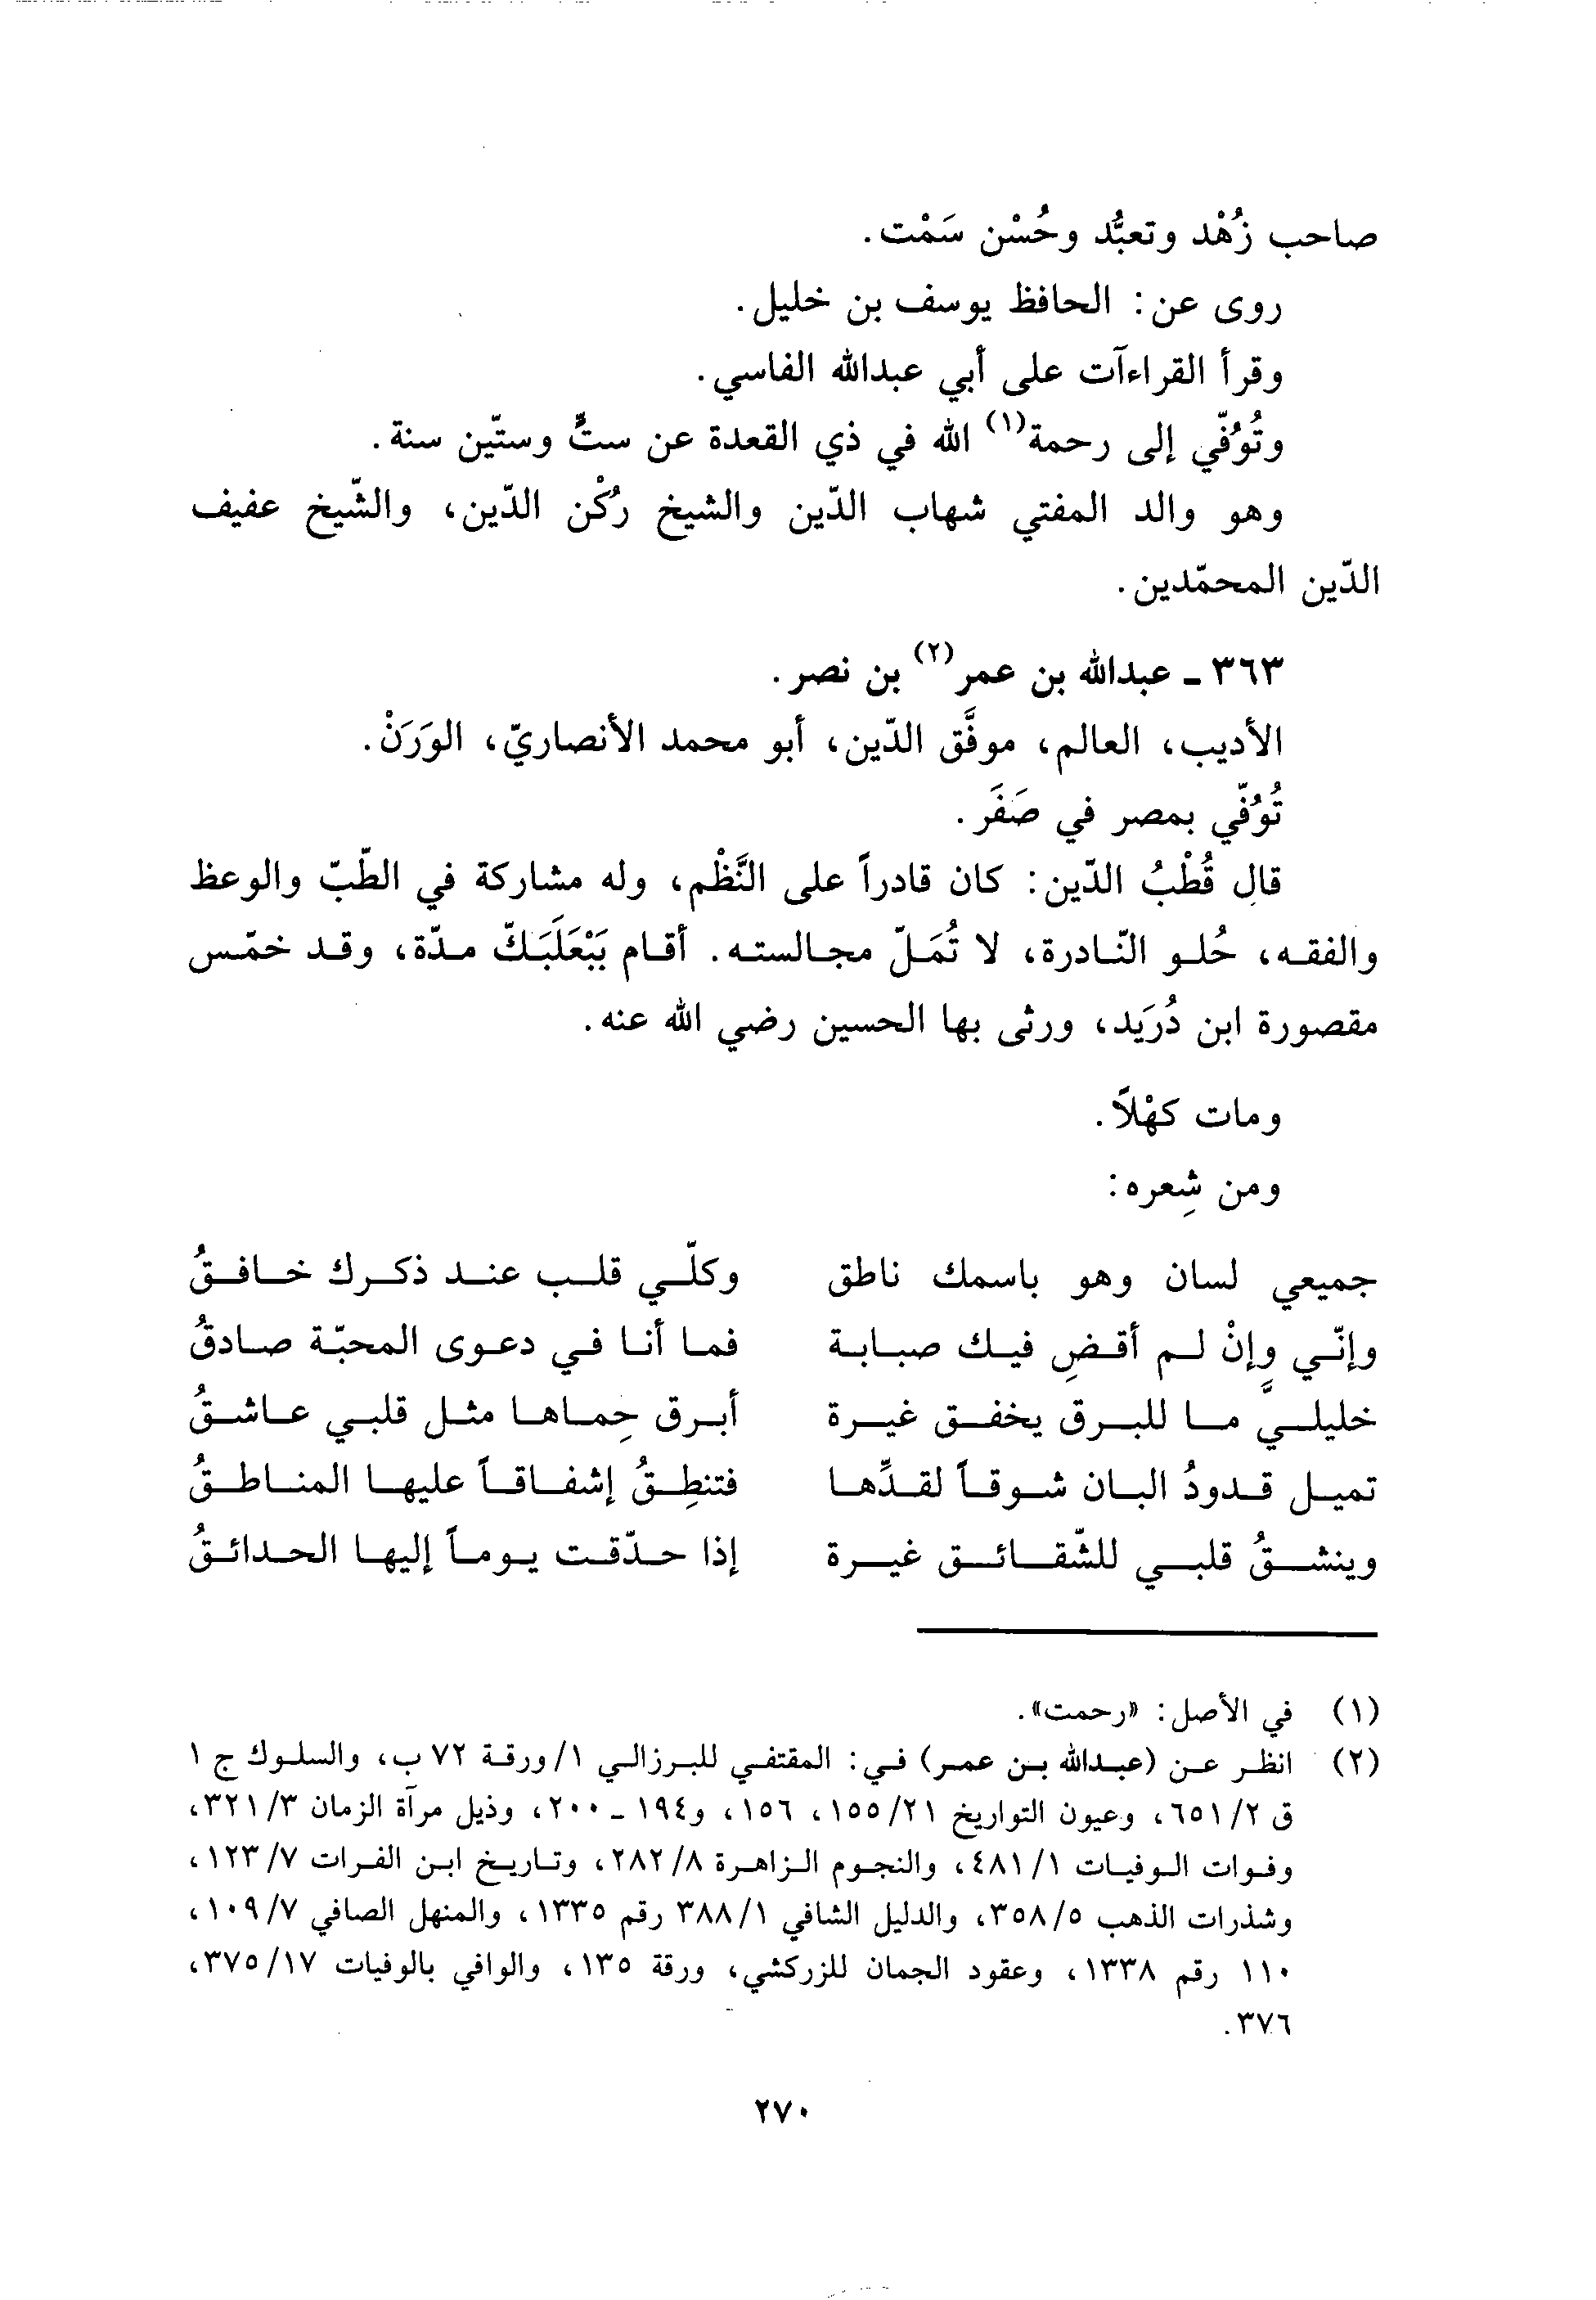 صاحب زُهْد وتعبُّد وحُسْن سَمْت.
روى عن: الحافظ يوسف بن خليل.
وقرأ القراءآت على أبي عبدالله الفاسي.
وتُوُفّي إلى رحمة(١) الله في ذي القعدة عن ستٍّ وستّين سنة.
وهو والد المفتي شهاب الدّين والشيخ رُكْن الدّين، والشّيخ عفيف
الدّين المحمّدين.
٣٦٣ ـ عبدالله بن عمر(٢) بن نصر.
الأديب، العالم، موفَّق الدّين، أبو محمد الأنصاريّ، الوَرَنْ.
تُوُفّي بمصر في صَفَر.
قال قُطْبُ الدّين: كان قادراً على النَّظْم، وله مشاركة في الطّبّ والوعظ
والفقه، حُلو النّادرة، لا تُمَلّ مجالسته. أقام بَبْعَلَبَكّ مدّة، وقد خمّس
مقصورة ابن دُرَيد، ورثى بها الحسين رضي الله عنه.
ومات كهْلاً.
ومن شِعره:
جميعي لسان وهو باسمك ناطق وكلّي قلب عند ذكرك خافقُ
وإنّي وإنْ لم أقضِ فيك صبابة فما أنا في دعوى المحبّة صادقُ
خليليَّ ما للبرق يخفق غيرة أبرق حِماها مثل قلبي عاشقُ
تميل قدودُ البان شوقاً لقدِّها فتنطِقُ إشفاقاً عليها المناطقُ
وينشقُ قلبي للشّقائق غيرة إذا حدّقت يوماً إليها الحدائقُ
(١) في الأصل: «رحمت».
(٢) انظر عن (عبدالله بن عمر) في: المقتفي للبرزالي ١/ورقة ٧٢ ب، والسلوك ج ١
ق ٦٥١/٢، وعيون التواريخ ١٥٥/٢١، ١٥٦، و١٩٤ ـ ٢٠٠، وذيل مرآة الزمان ٣٢١/٣،
وفوات الوفيات ٤٨١/١، والنجوم الزاهرة ٢٨٢/٨، وتاريخ ابن الفرات ١٢٣/٧،
وشذرات الذهب ٣٥٨/٥، والدليل الشافي ٣٨٨/١ رقم ١٣٣٥، والمنهل الصافي ١٠٩/٧،
١١٠ رقم ١٣٣٨، وعقود الجمان للزركشي، ورقة ١٣٥، والوافي بالوفيات ٣٧٥/١٧،
٣٧٦.
٢٧٠